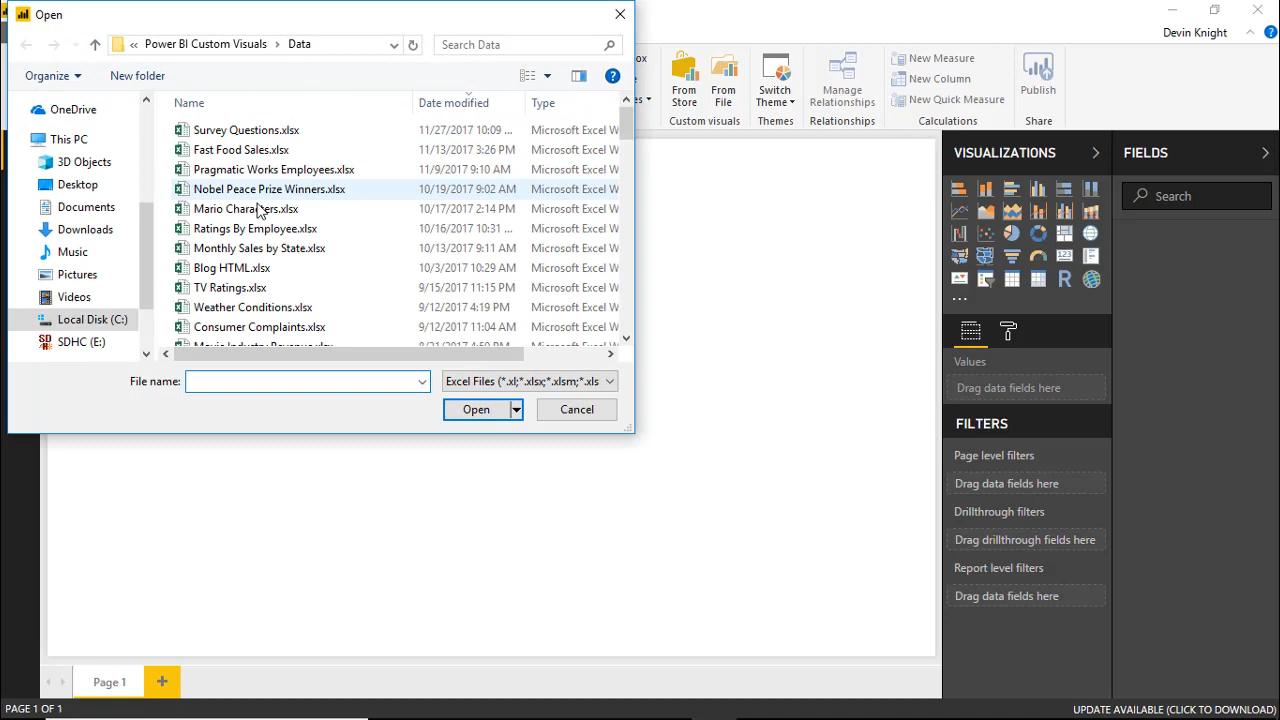 Open
Devin Knight
« Power BI Custom Visuals > Data
Search Data
Organize
New folder
Name
Date modified
Type
OneDrive
This PC
3D Objects
Desktop
Documents
Downloads
Music
Pictures
Videos
Local Disk (C:)
SDHC (E:)
Survey Questions.xlsx 11/27/2017 10:09 ... Microsoft Excel W
Fast Food Sales.xlsx 11/13/2017 3:26 PM Microsoft Excel W
Pragmatic Works Employees.xlsx 11/9/2017 9:10 AM Microsoft Excel W
Nobel Peace Prize Winners.xlsx 10/19/2017 9:02 AM Microsoft Excel W
Mario Characters.xlsx 10/17/2017 2:14 PM Microsoft Excel W
Ratings By Employee.xlsx 10/16/2017 10:31 ... Microsoft Excel W
Monthly Sales by State.xlsx 10/13/2017 9:11 AM Microsoft Excel W
Blog HTML.xlsx 10/3/2017 10:29 AM Microsoft Excel W
TV Ratings.xlsx 9/15/2017 11:15 PM Microsoft Excel W
Weather Conditions.xlsx 9/12/2017 4:19 PM Microsoft Excel W
Consumer Complaints.xlsx 9/12/2017 11:04 AM Microsoft Excel W
File name:
Excel Files (*.xl;*.xlsx;*.xlsm;*.xls
Open
Cancel
From
Store
From
File
Custom visuals
Switch
Theme
Themes
Manage
Relationships
Relationships
New Measure
New Column
New Quick Measure
Calculations
Publish
Share
VISUALIZATIONS
FIELDS
Search
R
Values
Drag data fields here
FILTERS
Page level filters
Drag data fields here
Drillthrough filters
Drag drillthrough fields here
Report level filters
Drag data fields here
Page 1
PAGE 1 OF 1
UPDATE AVAILABLE (CLICK TO DOWNLOAD)